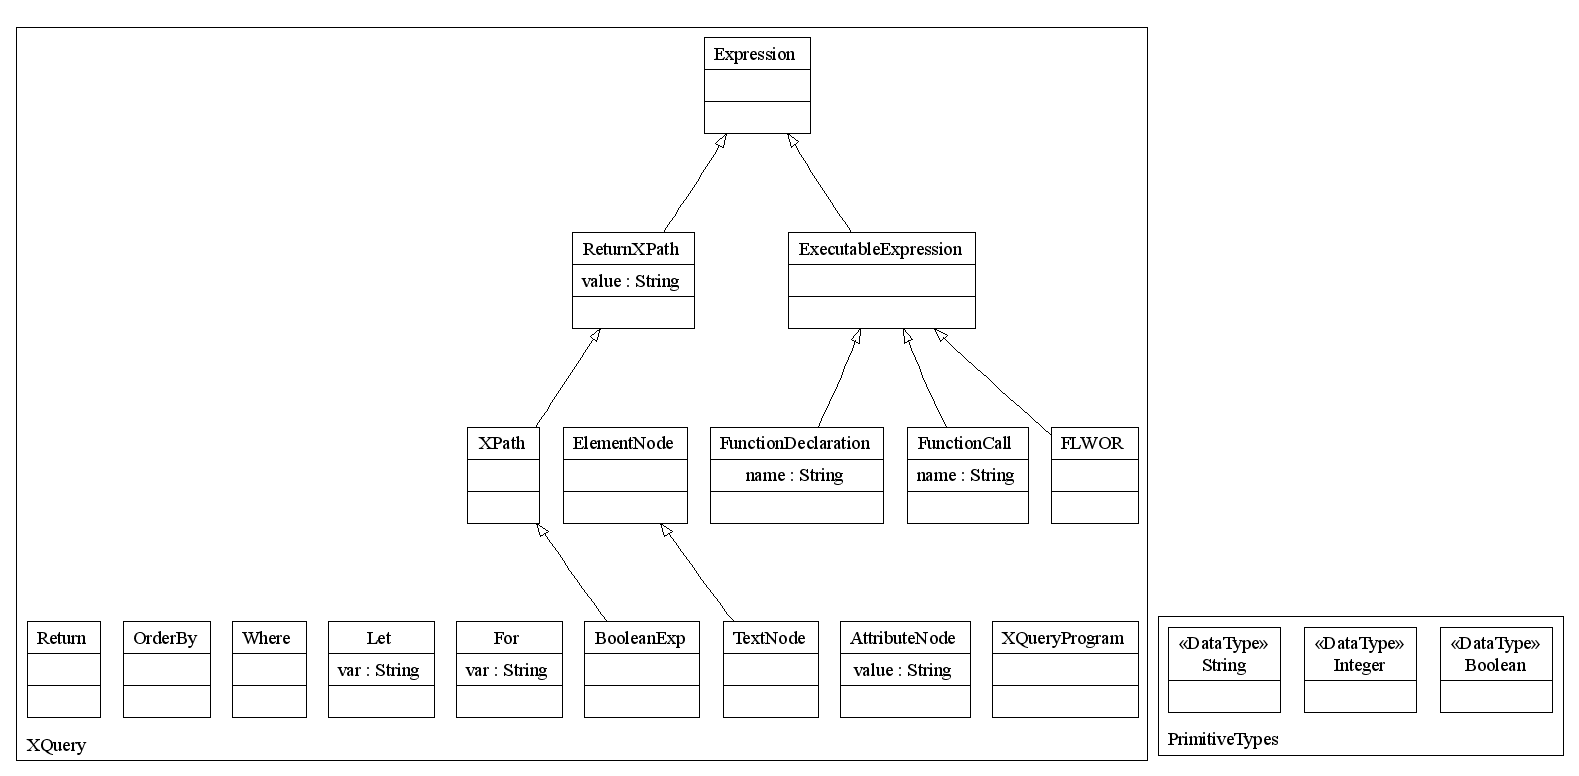 Expression
ReturnXPath
value : String
ExecutableExpression
XPath
ElementNode
FunctionDeclaration
name : String
FunctionCall
name : String
FLWOR
Return
OrderBy
Where
Let
var : String
For
var : String
BooleanExp
TextNode
AttributeNode
value : String
XQueryProgram
XQuery
«DataType»
String
«DataType»
Integer
«DataType»
Boolean
PrimitiveTypes